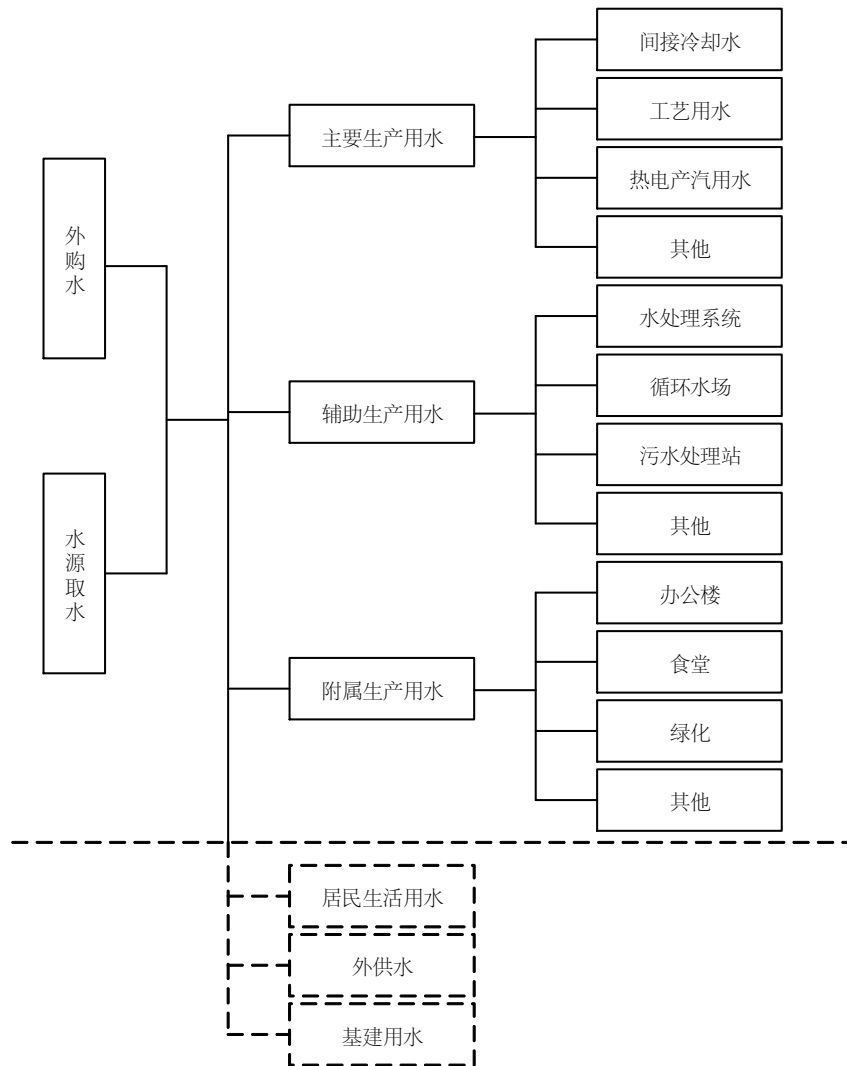 外购水
水源取水
主要生产用水
间接冷却水
工艺用水
热电产汽用水
其他
辅助生产用水
水处理系统
循环水场
污水处理站
其他
附属生产用水
办公楼
食堂
绿化
其他
居民生活用水
外供水
基建用水